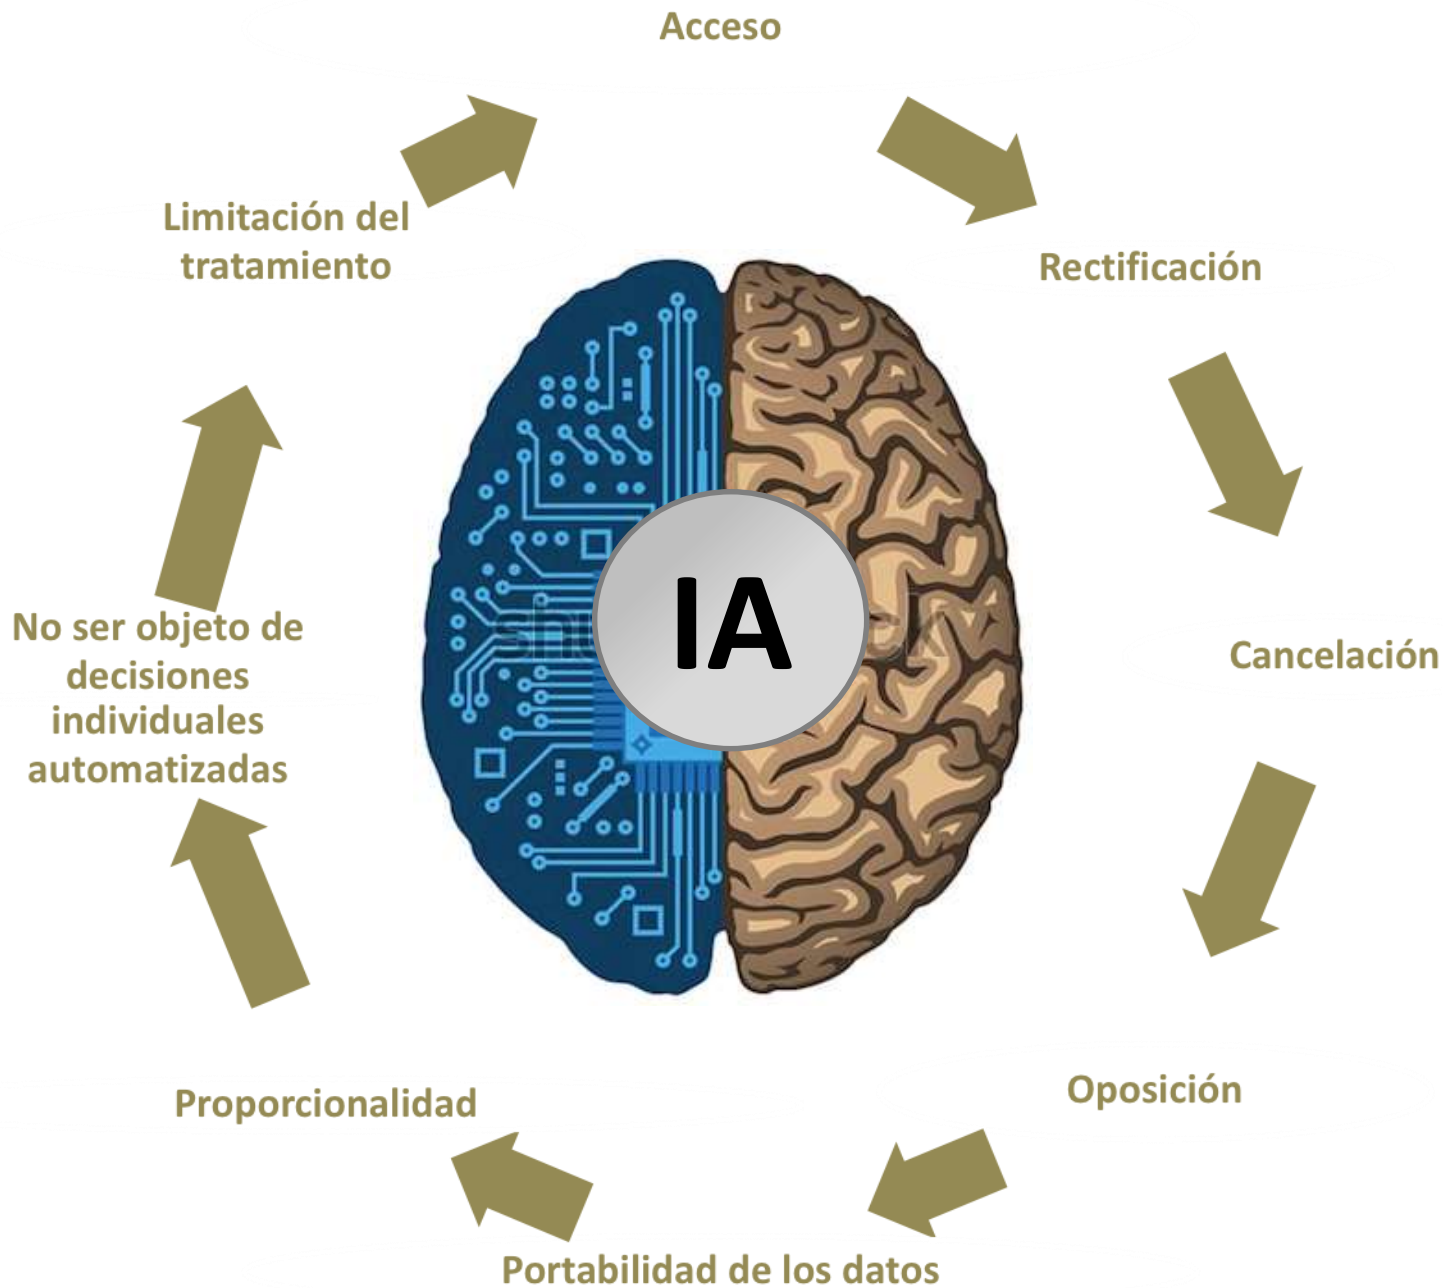 Acceso
Limitación del
tratamiento
Rectificación
IA
No ser objeto de
decisiones
individuales
automatizadas
Cancelación
Proporcionalidad
Oposición
Portabilidad de los datos